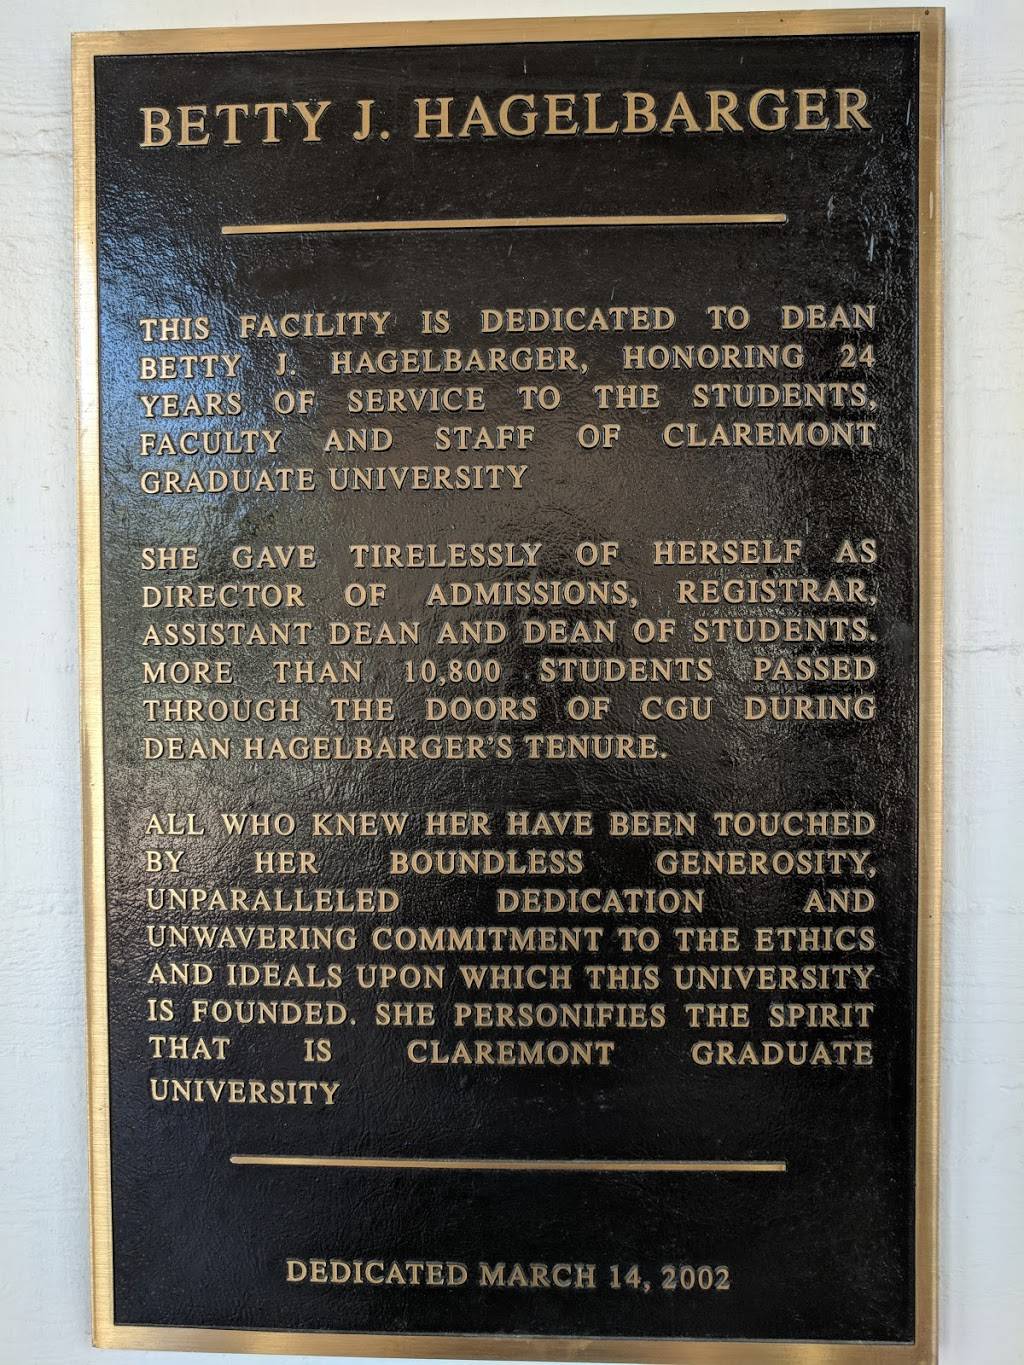 BETTY J. HAGELBARGER
THIS FACILITY IS DEDICATED TO DEAN
BETTY J. HAGELBARGER, HONORING 24
YEARS OF SERVICE TO THE STUDENTS,
FACULTY AND STAFF OF CLAREMONT
GRADUATE UNIVERSITY
SHE GAVE TIRELESSLY OF HERSELF AS
DIRECTOR OF ADMISSIONS, REGISTRAR,
ASSISTANT DEAN AND DEAN OF STUDENTS.
MORE THAN 10,800 STUDENTS PASSED
THROUGH THE DOORS OF CGU DURING
DEAN HAGELBARGER'S TENURE.
ALL WHO KNEW HER HAVE BEEN TOUCHED
BY HER BOUNDLESS GENEROSITY,
UNPARALLELED DEDICATION AND
UNWAVERING COMMITMENT TO THE ETHICS
AND IDEALS UPON WHICH THIS UNIVERSITY
IS FOUNDED. SHE PERSONIFIES THE SPIRIT
THAT IS CLAREMONT GRADUATE
UNIVERSITY
DEDICATED MARCH 14, 2002